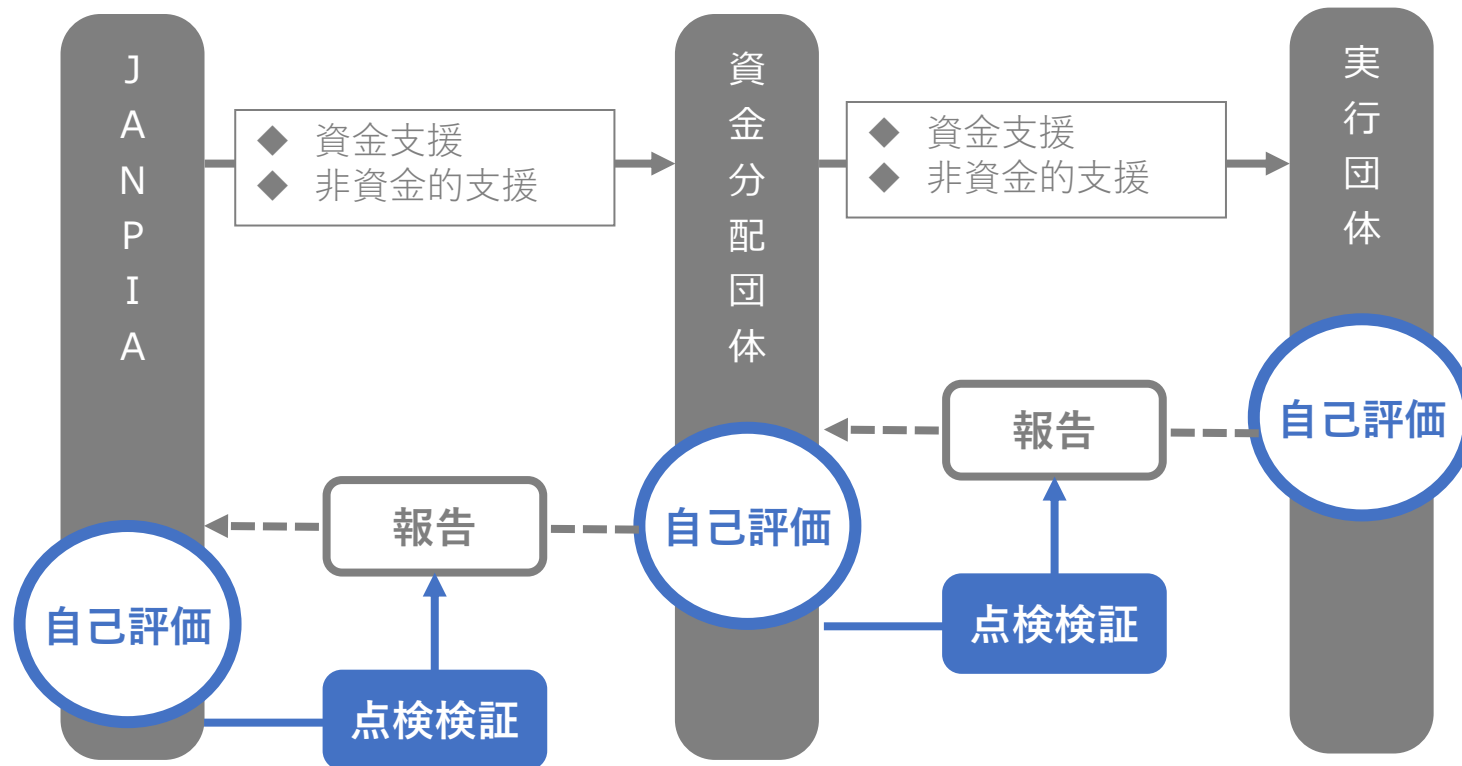 JANPIA
◆ 資金支援
◆ 非資金的支援
資金分配団体
◆ 資金支援
◆ 非資金的支援
実行団体
自己評価
報告
自己評価
報告
自己評価
点検検証
点検検証